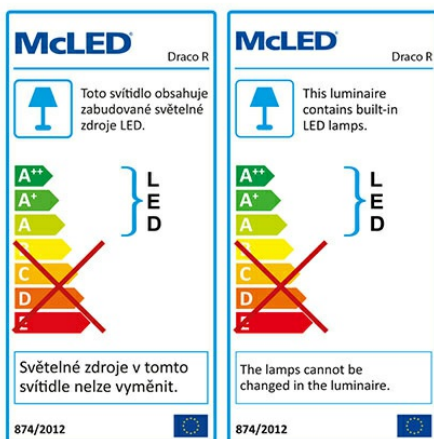 McLED
Draco R
Toto svítidlo obsahuje
zabudované světelné
zdroje LED.
A++
A+
A
B
C
D
E
L
E
D
Světelné zdroje v tomto
svítidle nelze vyměnit.
874/2012
McLED
Draco R
This luminaire
contains built-in
LED lamps.
A++
A+
A
B
C
D
E
L
E
D
The lamps cannot be
changed in the luminaire.
874/2012